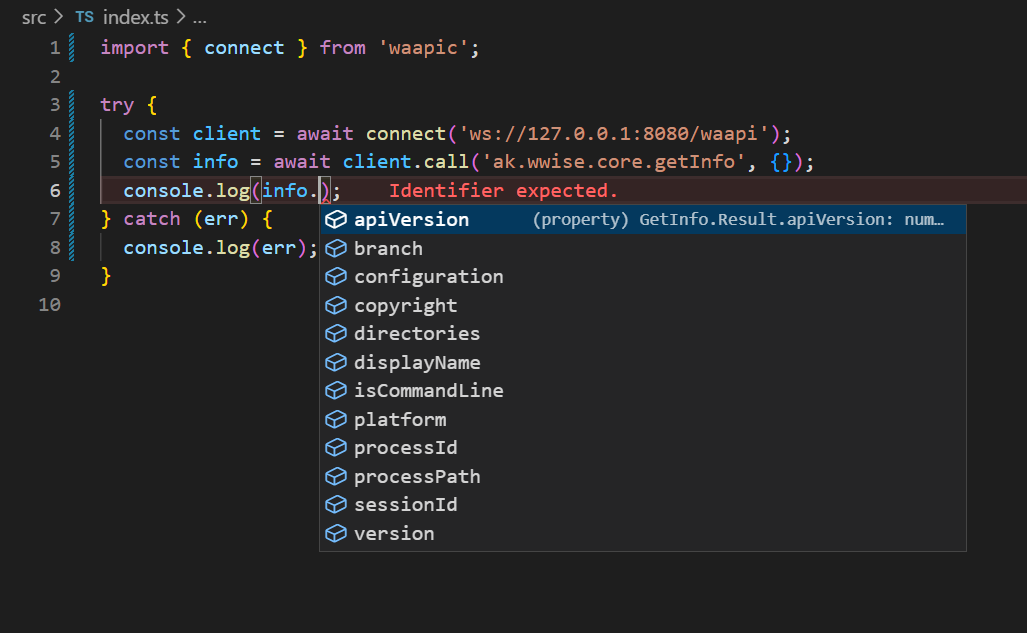 src > TS index.ts > ...
1 import { connect } from 'waapic';
2
3 try {
4 const client = await connect('ws://127.0.0.1:8080/waapi');
5 const info = await client.call('ak.wwise.core.getInfo', {});
6 console.log(info.); Identifier expected.
apiVersion (property) GetInfo.Result.apiVersion: num…
7 } catch (err) {
branch
8 console.log(err);
configuration
9 }
copyright
10
directories
displayName
isCommandLine
platform
processId
processPath
sessionId
version